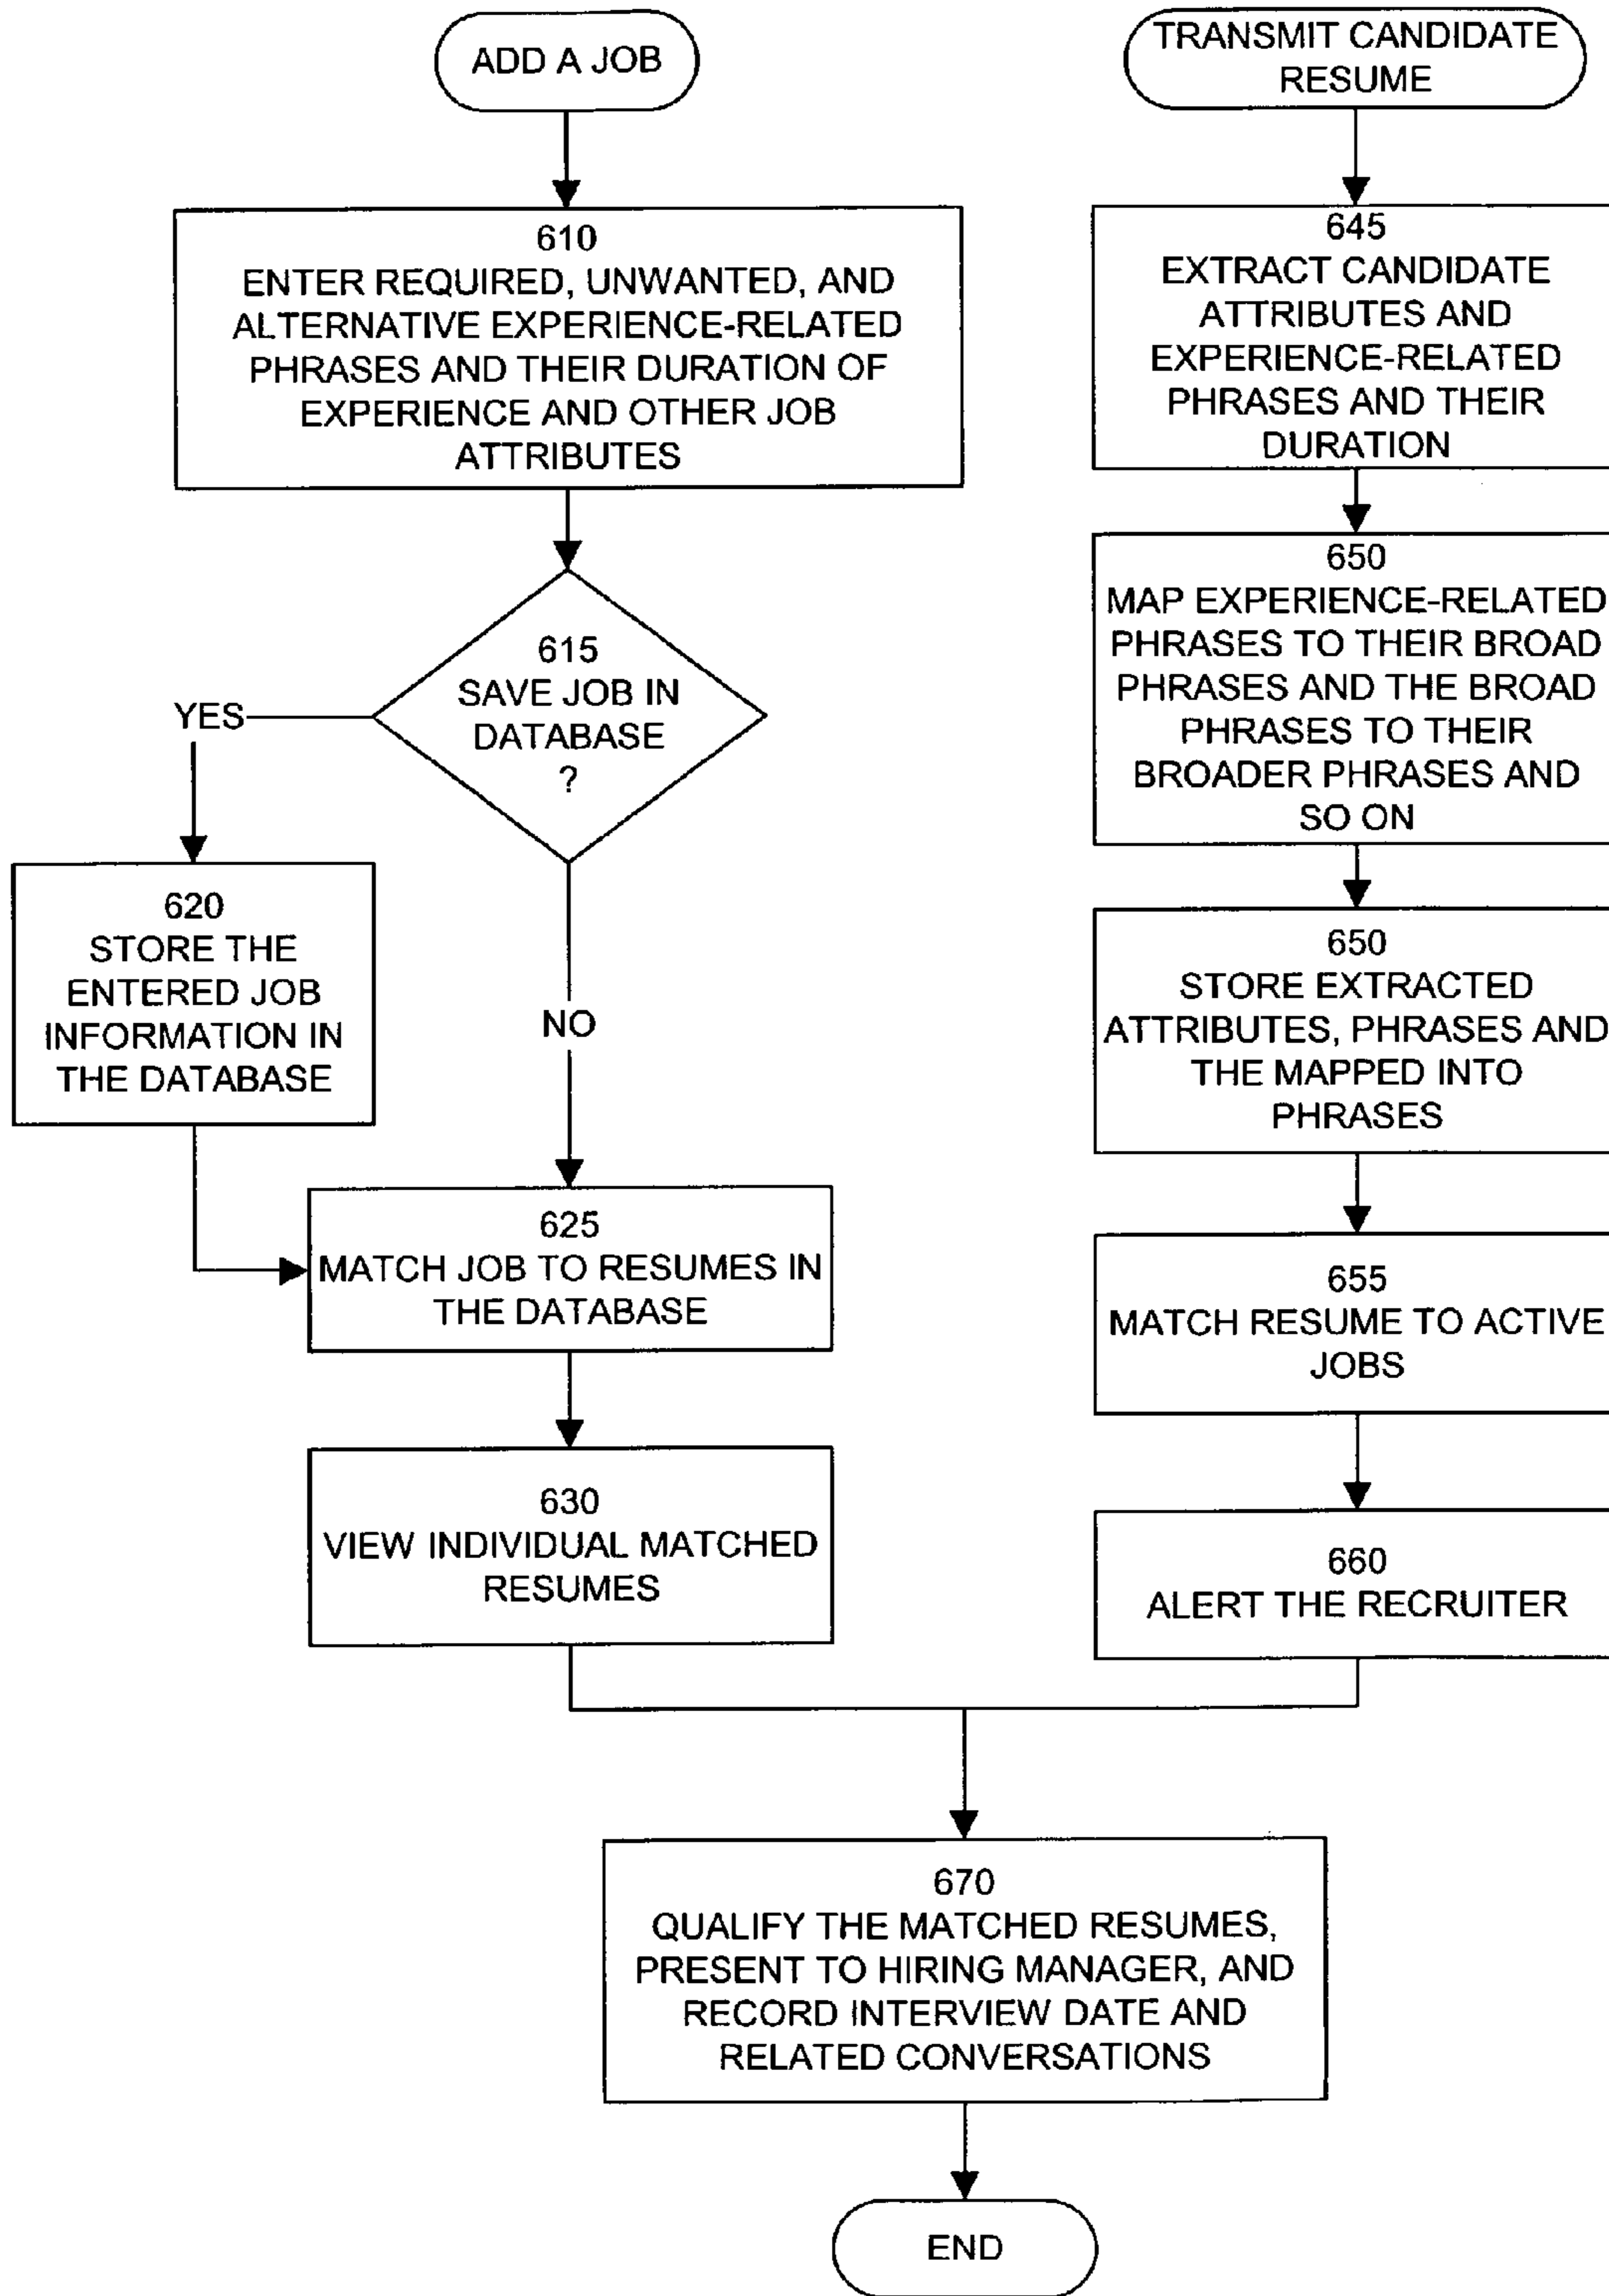 ADD A JOB
610
ENTER REQUIRED, UNWANTED, AND
ALTERNATIVE EXPERIENCE-RELATED
PHRASES AND THEIR DURATION OF
EXPERIENCE AND OTHER JOB
ATTRIBUTES
615
SAVE JOB IN
DATABASE
?
YES
620
STORE THE
ENTERED JOB
INFORMATION IN
THE DATABASE
NO
625
MATCH JOB TO RESUMES IN
THE DATABASE
630
VIEW INDIVIDUAL MATCHED
RESUMES
TRANSMIT CANDIDATE
RESUME
645
EXTRACT CANDIDATE
ATTRIBUTES AND
EXPERIENCE-RELATED
PHRASES AND THEIR
DURATION
650
MAP EXPERIENCE-RELATED
PHRASES TO THEIR BROAD
PHRASES AND THE BROAD
PHRASES TO THEIR
BROADER PHRASES AND
SO ON
650
STORE EXTRACTED
ATTRIBUTES, PHRASES AND
THE MAPPED INTO
PHRASES
655
MATCH RESUME TO ACTIVE
JOBS
660
ALERT THE RECRUITER
670
QUALIFY THE MATCHED RESUMES,
PRESENT TO HIRING MANAGER, AND
RECORD INTERVIEW DATE AND
RELATED CONVERSATIONS
END